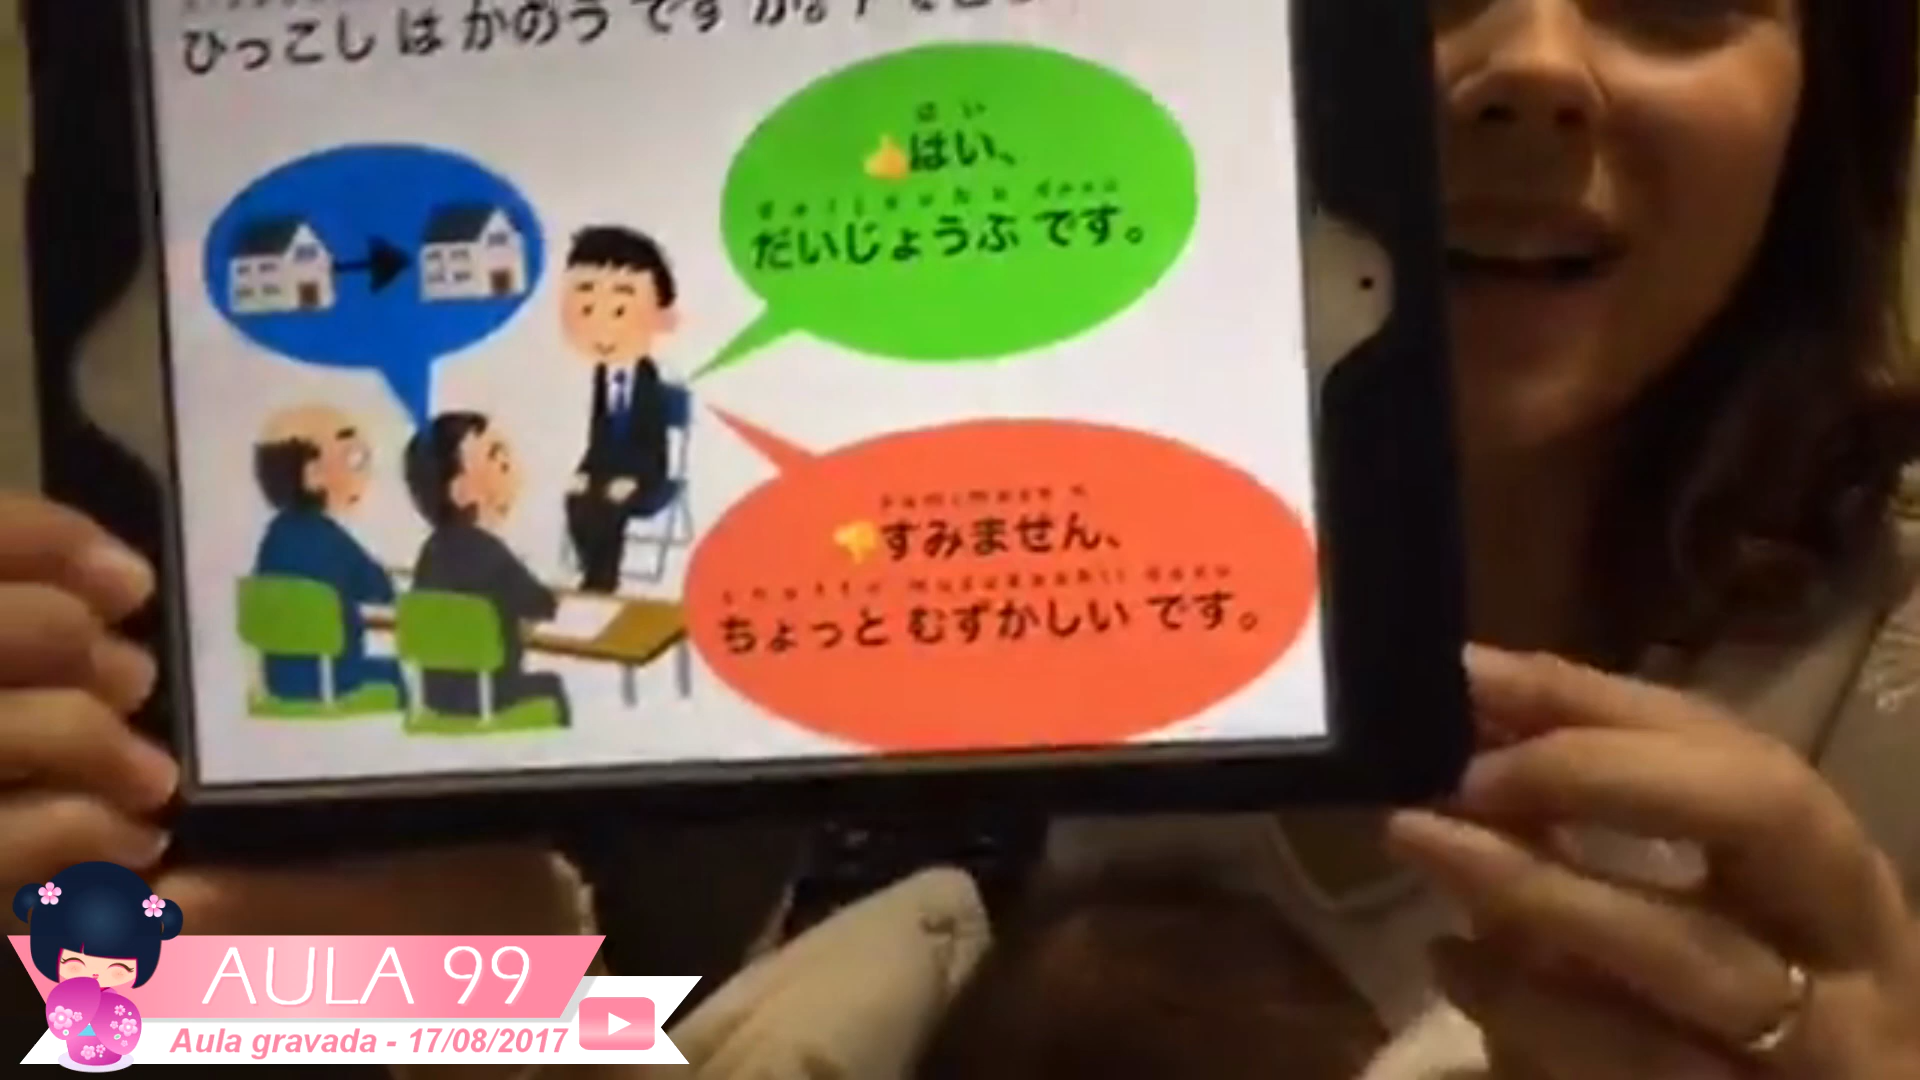 ひっこし は かのう です か。
はい、
だいじょうぶ です。
すみません、
ちょっと むずかしい です。
AULA 99
Aula gravada - 17/08/2017